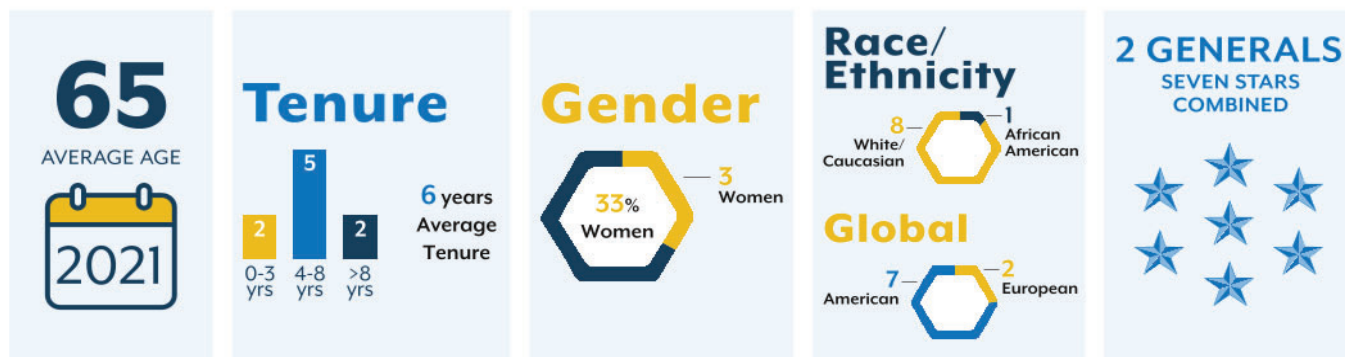 65
AVERAGE AGE
2021
Tenure
2
5
2
0-3
yrs
4-8
yrs
>8
yrs
6 years
Average
Tenure
Gender
33%
Women
3
Women
Race/
Ethnicity
8
White/
Caucasian
1
African
American
Global
7
American
2
European
2 GENERALS
SEVEN STARS
COMBINED